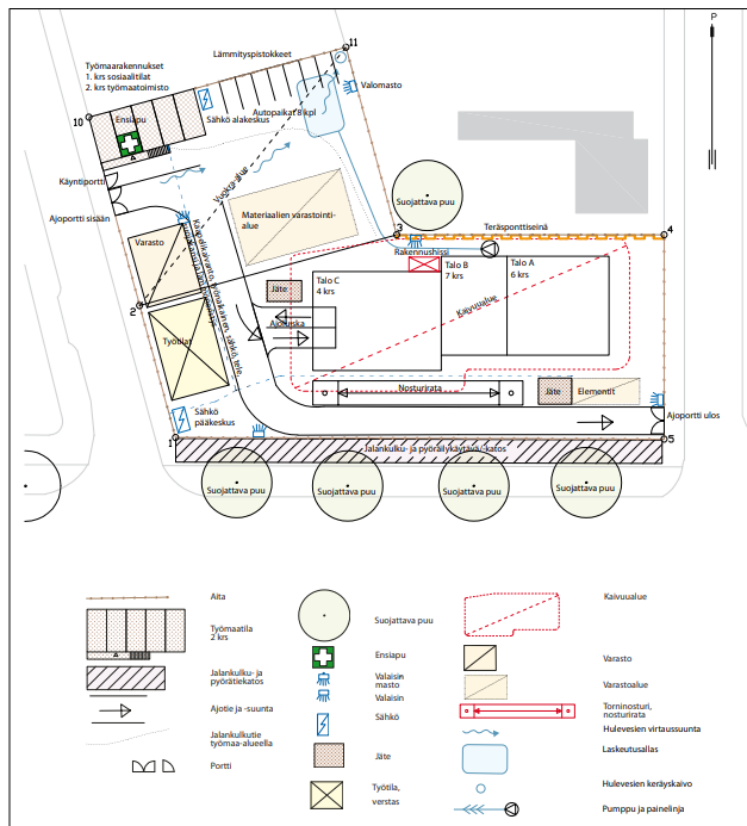 P
11
Lämmityspistokkeet
Työmaarakennukset
1. krs sosiaalitilat
2. krs työmaatoimisto
Valomasto
10
Ensiapu
Sähkö alakeskus
Autopaikat 8 kpl
Käyntiportti
Vuokra-alue
Suojattava puu
Ajoportti sisään
Materiaalien varastointi-
alue
3
Teräsponttiseinä
4
Varasto
Rakennushissi
Talo C
4 krs
Talo B
7 krs
Talo A
6 krs
Jäte
Kaivualue
2
Ajoluiska
Työtilat
Nosturirata
Jäte
Elementit
Sähkö
pääkeskus
Ajoportti ulos
1
5
Jalankulku- ja pyöräilykäytävä/-katos
Suojattava puu
Suojattava puu
Suojattava puu
Suojattava puu
Aita
Työmaatila
2 krs
Jalankulku- ja
pyörätiekatos
Ajotie ja -suunta
Jalankulkutie
työmaa-alueella
Portti
Suojattava puu
Ensiapu
Valaisin
masto
Valaisin
Sähkö
Jäte
Työtila,
verstas
Kaivuualue
Varasto
Varastoalue
Torninosturi,
nosturirata
Hulevesien virtaussuunta
Laskeutusallas
Hulevesien keräyskaivo
Pumppu ja painelinja